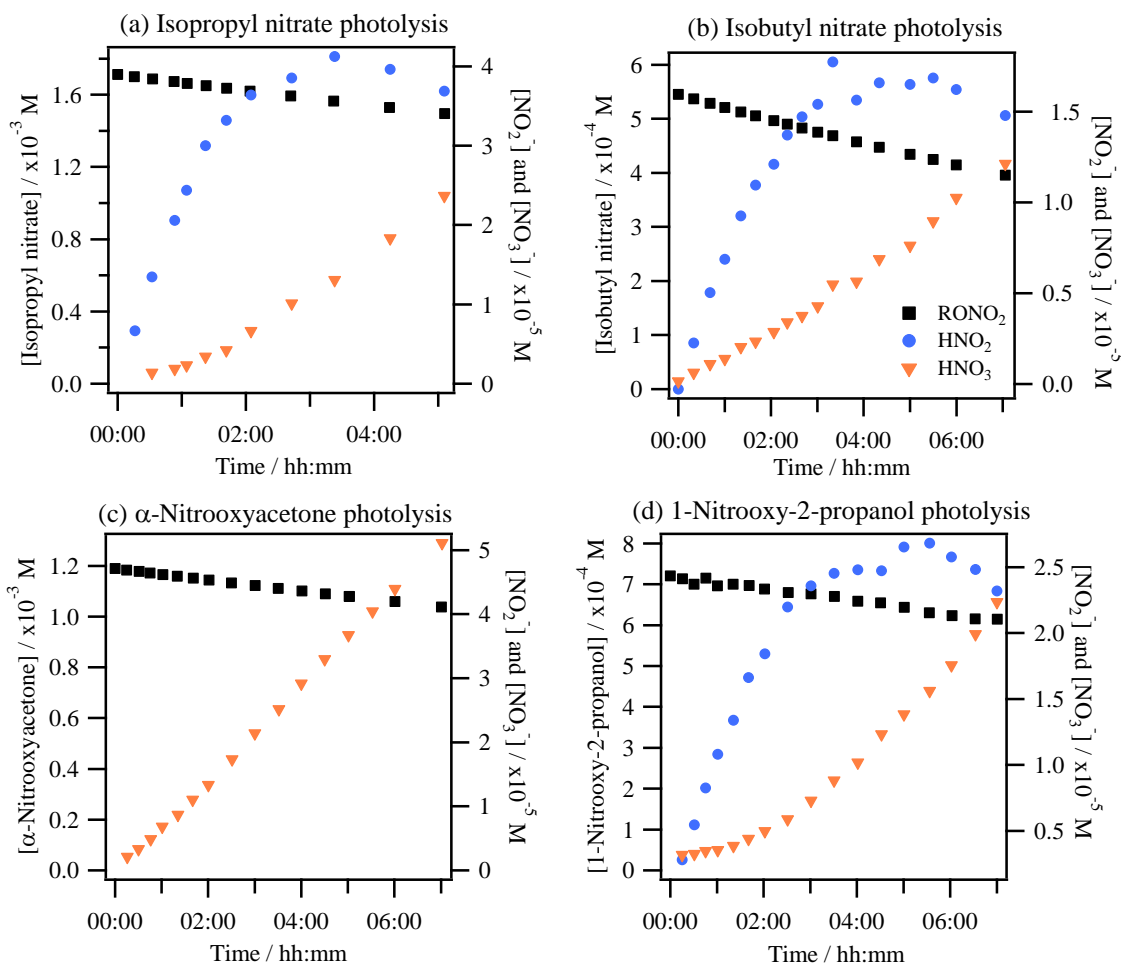 (a) Isopropyl nitrate photolysis
[Isopropyl nitrate] / x10⁻³ M
1.6
1.2
0.8
0.4
0.0
4
3
2
1
0
[NO₂⁻] and [NO₃⁻] / x10⁻⁵ M
00:00 02:00 04:00
Time / hh:mm
(b) Isobutyl nitrate photolysis
[Isobutyl nitrate] / x10⁻⁴ M
6
5
4
3
2
1
0
1.5
1.0
0.5
0.0
[NO₂⁻] and [NO₃⁻] / x10⁻⁵ M
RONO₂
HNO₂
HNO₃
00:00 02:00 04:00 06:00
Time / hh:mm
(c) α-Nitrooxyacetone photolysis
[α-Nitrooxyacetone] / x10⁻³ M
1.2
1.0
0.8
0.6
0.4
0.2
0.0
5
4
3
2
1
0
[NO₂⁻] and [NO₃⁻] / x10⁻⁵ M
00:00 02:00 04:00 06:00
Time / hh:mm
(d) 1-Nitrooxy-2-propanol photolysis
[1-Nitrooxy-2-propanol] / x10⁻⁴ M
8
7
6
5
4
3
2
1
0
2.5
2.0
1.5
1.0
0.5
[NO₂⁻] and [NO₃⁻] / x10⁻⁵ M
00:00 02:00 04:00 06:00
Time / hh:mm